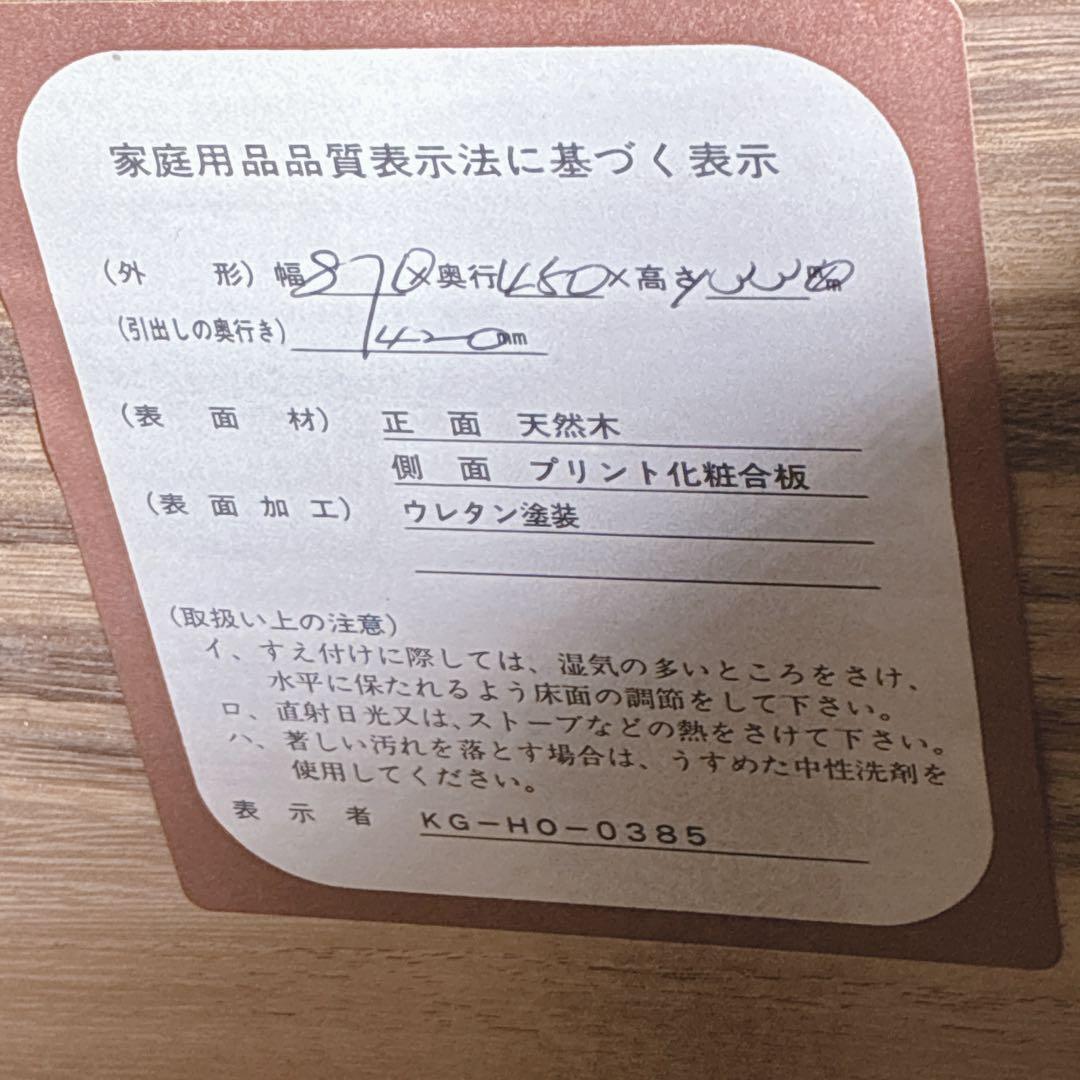 家庭用品品質表示法に基づく表示
(外 形) 幅870×奥行450×高さ mm
(引出しの奥行き) 420mm
(表 面 材) 正 面 天然木
側 面 プリント化粧合板
(表 面 加 工) ウレタン塗装
(取扱い上の注意)
イ、すえ付けに際しては、湿気の多いところをさけ、
水平に保たれるよう床面の調節をして下さい。
ロ、直射日光又は、ストーブなどの熱をさけて下さい。
ハ、著しい汚れを落とす場合は、うすめた中性洗剤を
使用してください。
表 示 者 KG-HO-0385